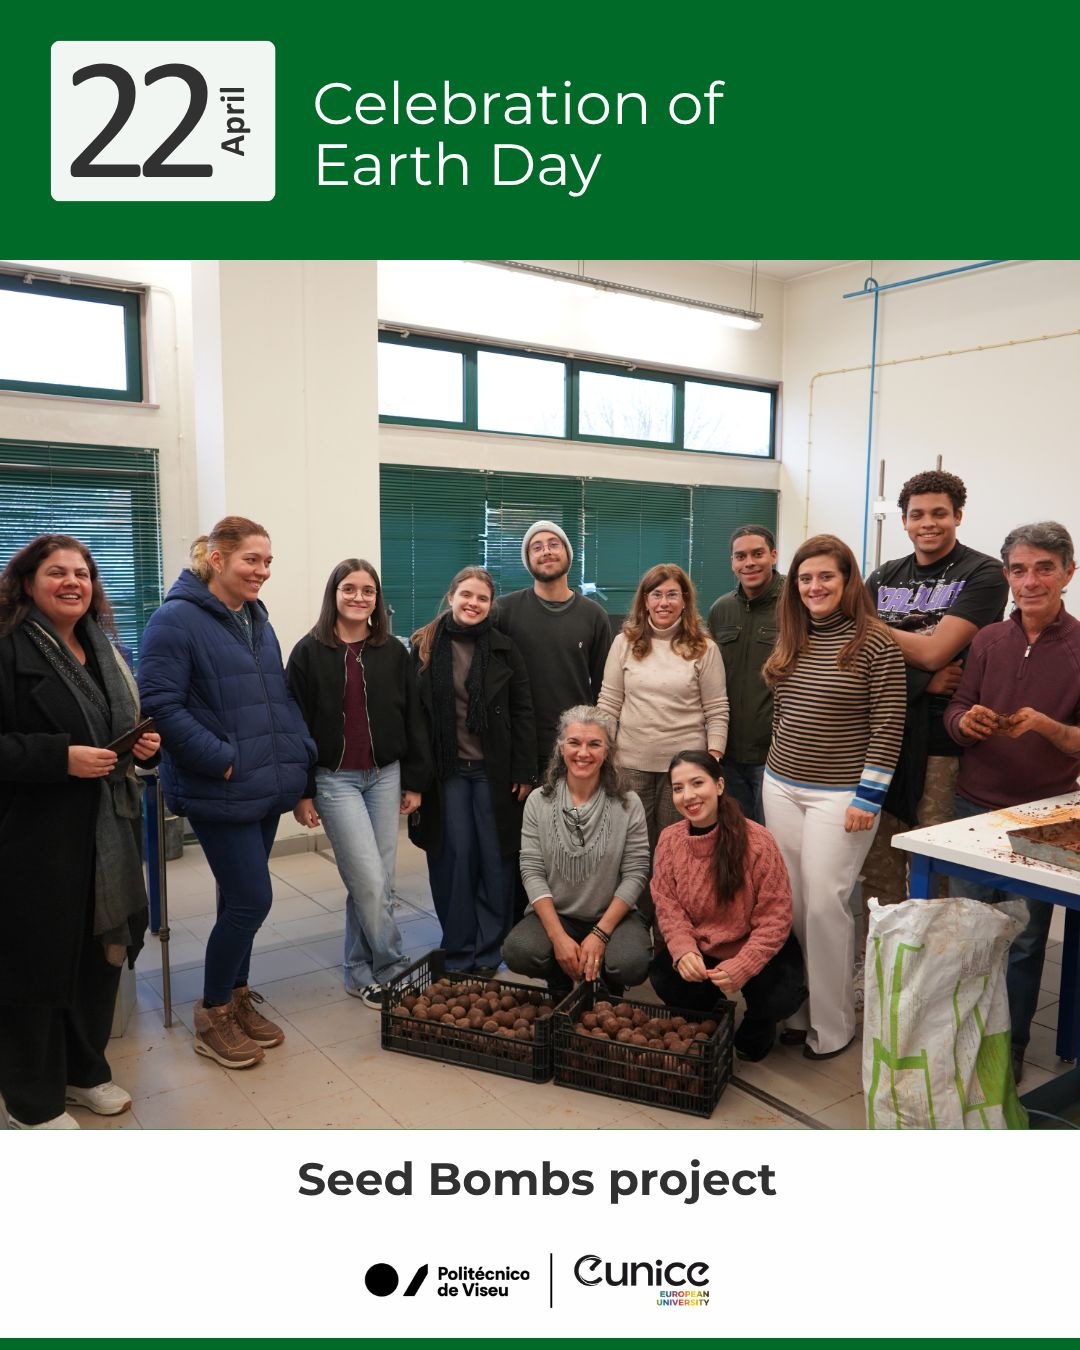 22
April
Celebration of
Earth Day
Seed Bombs project
Politécnico
de Viseu
eunice
EUROPEAN
UNIVERSITY